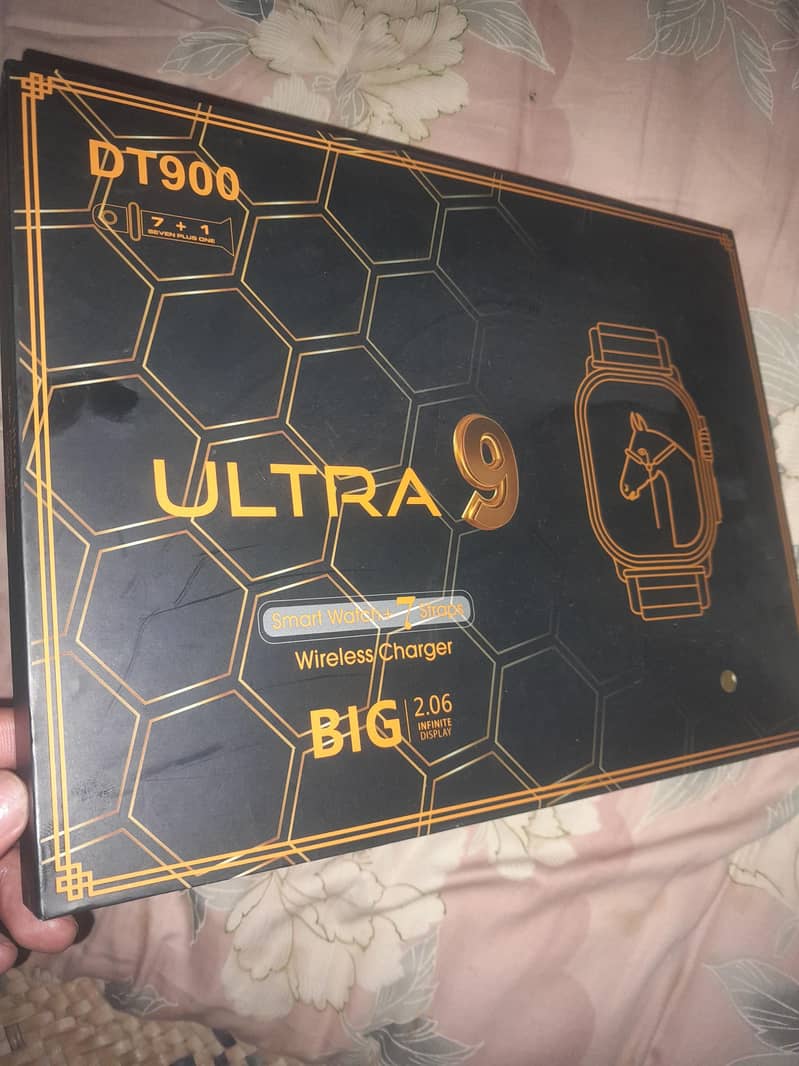 DT900
7 + 1
SEVEN PLUS ONE
ULTRA 9
Smart Watch + 7 Straps
Wireless Charger
BIG 2.06
INFINITE
DISPLAY